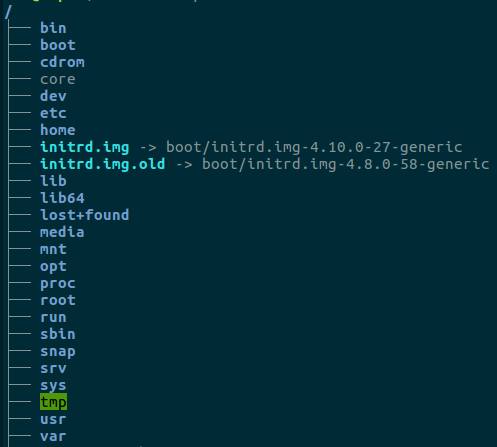 /
├── bin
├── boot
├── cdrom
├── core
├── dev
├── etc
├── home
├── initrd.img -> boot/initrd.img-4.10.0-27-generic
├── initrd.img.old -> boot/initrd.img-4.8.0-58-generic
├── lib
├── lib64
├── lost+found
├── media
├── mnt
├── opt
├── proc
├── root
├── run
├── sbin
├── snap
├── srv
├── sys
├── tmp
├── usr
├── var